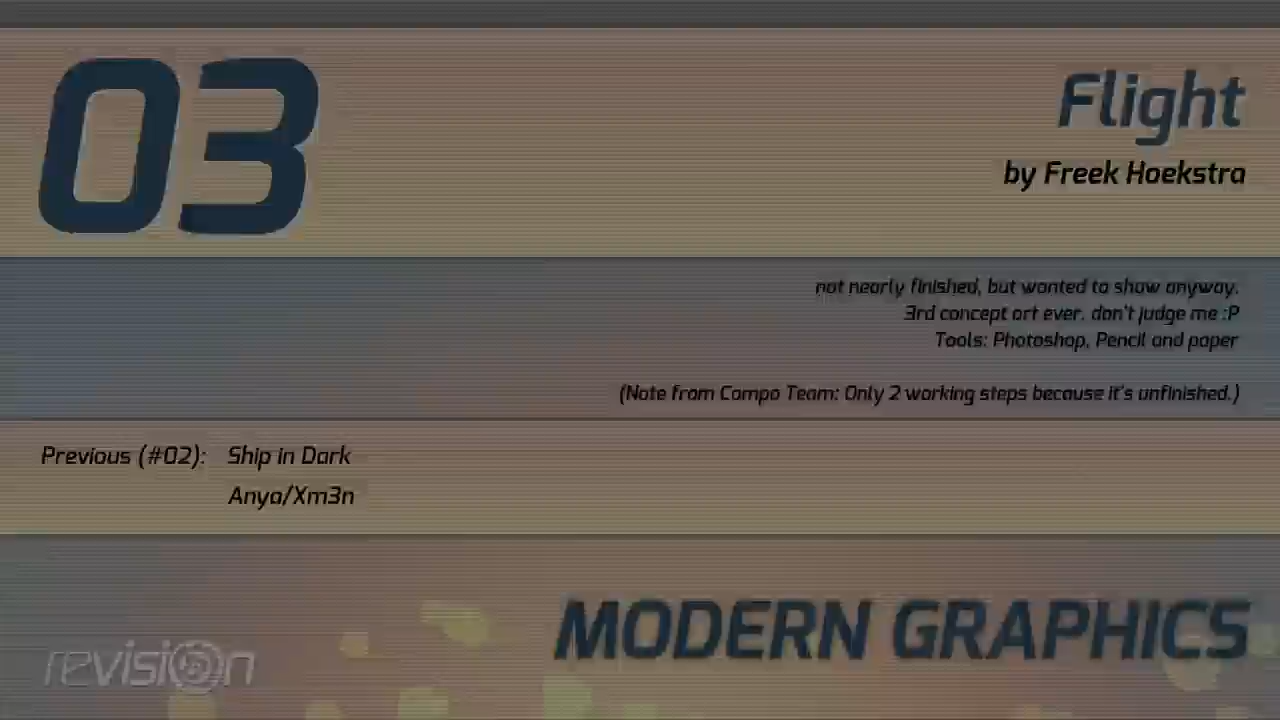 03
Flight
by Freek Hoekstra
not nearly finished, but wanted to show anyway.
3rd concept art ever, don't judge me :P
Tools: Photoshop, Pencil and paper
(Note from Compo Team: Only 2 working steps because it's unfinished.)
Previous (#02): Ship in Dark
Anya/Xm3n
MODERN GRAPHICS
revision